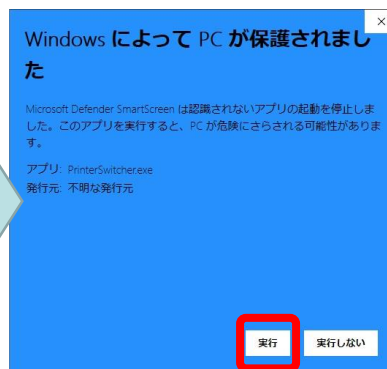 Windows によって PC が保護されまし
た
Microsoft Defender SmartScreen は認識されないアプリの起動を停止しま
した。このアプリを実行すると、PC が危険にさらされる可能性がありま
す。
アプリ: PrinterSwitcher.exe
発行元: 不明な発行元
実行 実行しない